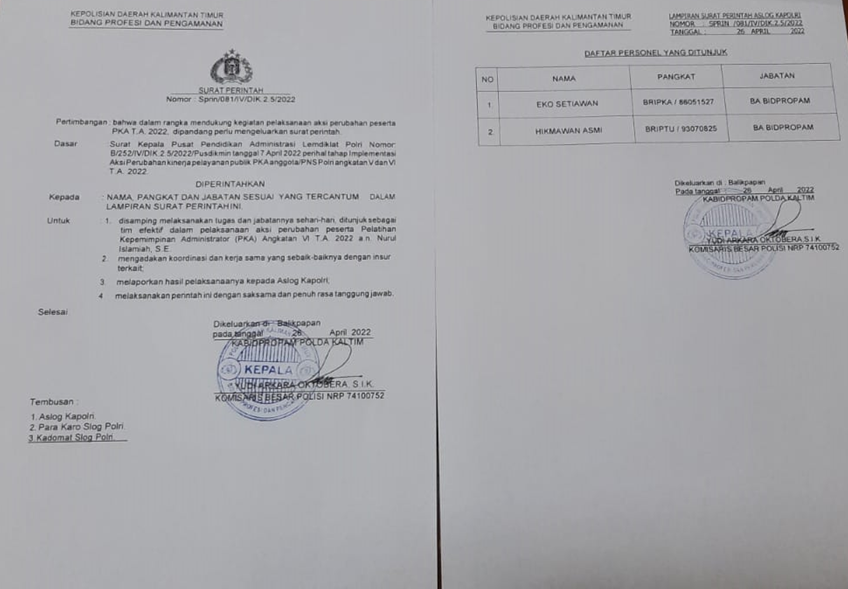 KEPOLISIAN DAERAH KALIMANTAN TIMUR
BIDANG PROFESI DAN PENGAMANAN
SURAT PERINTAH
Nomor : Sprin/081/IV/DIK.2.5/2022
Pertimbangan : bahwa dalam rangka mendukung kegiatan pelaksanaan aksi perubahan peserta
PKA T.A. 2022, dipandang perlu mengeluarkan surat perintah.
Dasar : Surat Kepala Pusat Pendidikan Administrasi Lemdiklat Polri Nomor:
B/252/IV/DIK.2.5/2022/Pusdikmin tanggal 7 April 2022 perihal tahap Implementasi
Aksi Perubahan kinerja pelayanan publik PKA anggota/PNS Polri angkatan V dan VI
T.A. 2022.
DIPERINTAHKAN
Kepada : NAMA, PANGKAT DAN JABATAN SESUAI YANG TERCANTUM DALAM
LAMPIRAN SURAT PERINTAH INI.
Untuk : 1. disamping melaksanakan tugas dan jabatannya sehari-hari, ditunjuk sebagai
tim efektif dalam pelaksanaan aksi perubahan peserta Pelatihan
Kepemimpinan Administrator (PKA) Angkatan VI T.A. 2022 a.n. Nurul
Islamiah, S.E.
2. mengadakan koordinasi dan kerja sama yang sebaik-baiknya dengan insur
terkait;
3. melaporkan hasil pelaksanaanya kepada Aslog Kapolri;
4 melaksanakan perintah ini dengan saksama dan penuh rasa tanggung jawab.
Selesai
Dikeluarkan di : Balikpapan
pada tanggal 26 April 2022
KABIDPROPAM POLDA KALTIM
KEPALA
YUDI ARKARA OKTOBERA, S.I.K.
KOMISARIS BESAR POLISI NRP 74100752
Tembusan :
1. Aslog Kapolri.
2. Para Karo Slog Polri.
3. Kadomat Slog Polri.
KEPOLISIAN DAERAH KALIMANTAN TIMUR
BIDANG PROFESI DAN PENGAMANAN
LAMPIRAN SURAT PERINTAH ASLOG KAPOLRI
NOMOR : SPRIN /081/IV/DIK.2.5/2022
TANGGAL : 26 APRIL 2022
DAFTAR PERSONEL YANG DITUNJUK
NO NAMA PANGKAT JABATAN
1. EKO SETIAWAN BRIPKA / 86051527 BA BIDPROPAM
2. HIKMAWAN ASMI BRIPTU / 93070825 BA BIDPROPAM
Dikeluarkan di : Balikpapan
Pada tanggal : 26 April 2022
KABIDPROPAM POLDA KALTIM
KEPALA
YUDI ARKARA OKTOBERA S.I.K
KOMISARIS BESAR POLISI NRP 74100752